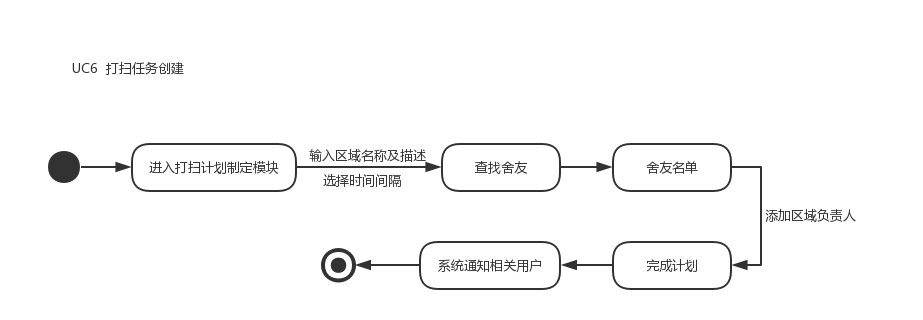 UC6 打扫任务创建
进入打扫计划制定模块
输入区域名称及描述
选择时间间隔
查找舍友
舍友名单
添加区域负责人
完成计划
系统通知相关用户